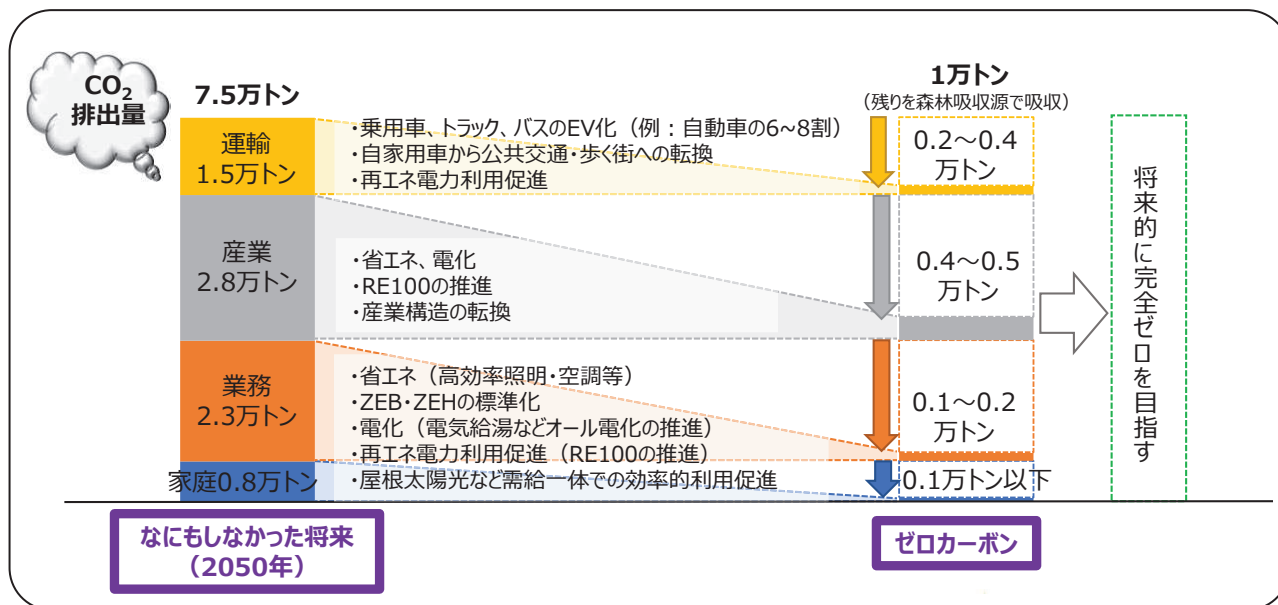 CO2
排出量
7.5万トン
1万トン
(残りを森林吸収源で吸収)
運輸
1.5万トン
・乗用車、トラック、バスのEV化(例:自動車の6~8割)
・自家用車から公共交通・歩く街への転換
・再エネ電力利用促進
0.2~0.4
万トン
産業
2.8万トン
・省エネ、電化
・RE100の推進
・産業構造の転換
0.4~0.5
万トン
業務
2.3万トン
・省エネ(高効率照明・空調等)
・ZEB・ZEHの標準化
・電化(電気給湯などオール電化の推進)
・再エネ電力利用促進(RE100の推進)
0.1~0.2
万トン
家庭0.8万トン
・屋根太陽光など需給一体での効率的利用促進
0.1万トン以下
将来的に完全ゼロを目指す
なにもしなかった将来
(2050年)
ゼロカーボン